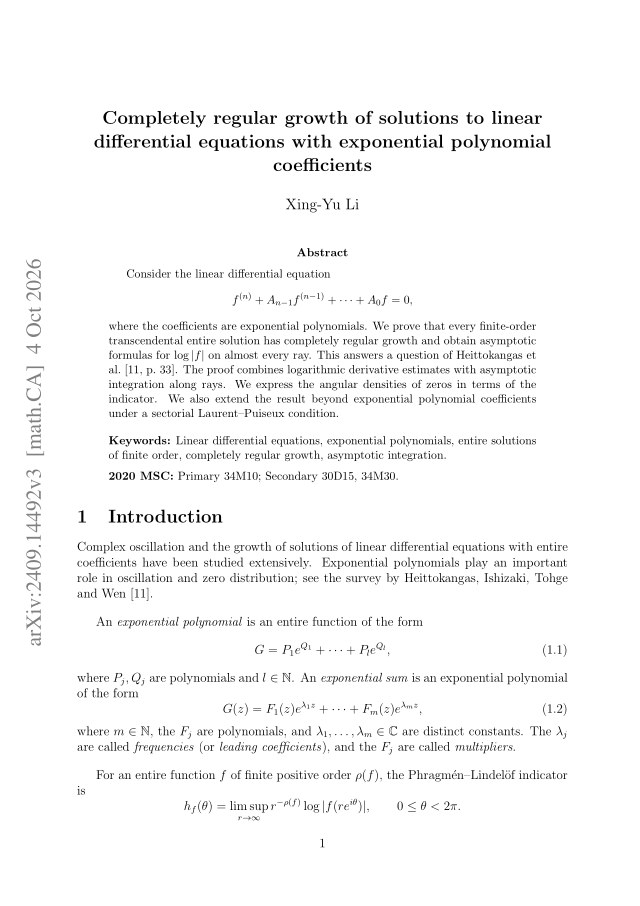 Completely regular growth of solutions to linear
differential equations with exponential polynomial
coefficients
Xing-Yu Li
Abstract
Consider the linear differential equation
f^{(n)} + A_{n−1}f^{(n−1)} + · · · + A_0f = 0,
where the coefficients are exponential polynomials. We prove that every finite-order
transcendental entire solution has completely regular growth and obtain asymptotic
formulas for log |f| on almost every ray. This answers a question of Heittokangas et
al. [11, p. 33]. The proof combines logarithmic derivative estimates with asymptotic
integration along rays. We express the angular densities of zeros in terms of the
indicator. We also extend the result beyond exponential polynomial coefficients
under a sectorial Laurent–Puiseux condition.
Keywords: Linear differential equations, exponential polynomials, entire solutions
of finite order, completely regular growth, asymptotic integration.
2020 MSC: Primary 34M10; Secondary 30D15, 34M30.
1 Introduction
Complex oscillation and the growth of solutions of linear differential equations with entire
coefficients have been studied extensively. Exponential polynomials play an important
role in oscillation and zero distribution; see the survey by Heittokangas, Ishizaki, Tohge
and Wen [11].
An exponential polynomial is an entire function of the form
G = P_1e^{Q_1} + · · · + P_le^{Q_l}, (1.1)
where P_j, Q_j are polynomials and l ∈ ℕ. An exponential sum is an exponential polynomial
of the form
G(z) = F_1(z)e^{λ_1z} + · · · + F_m(z)e^{λ_mz}, (1.2)
where m ∈ ℕ, the F_j are polynomials, and λ_1, . . . , λ_m ∈ ℂ are distinct constants. The λ_j
are called frequencies (or leading coefficients), and the F_j are called multipliers.
For an entire function f of finite positive order ρ(f), the Phragmén–Lindelöf indicator
is
h_f(θ) = lim sup_{r→∞} r^{−ρ(f)} log |f(re^{iθ})|, 0 ≤ θ < 2π.
1
arXiv:2409.14492v3 [math.CA] 4 Oct 2026